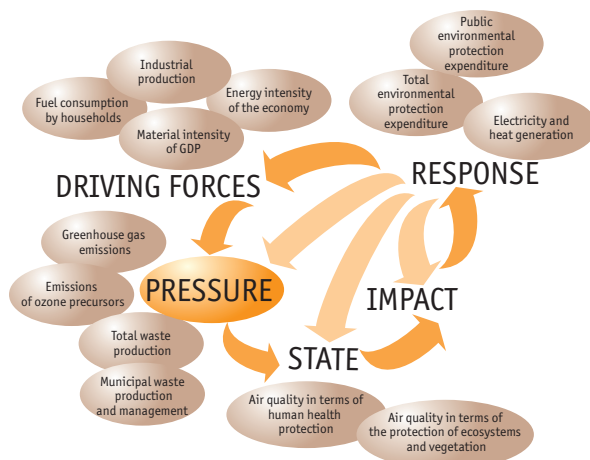 Public
environmental
protection
expenditure
Industrial
production
Total
environmental
protection
expenditure
Energy intensity
of the economy
Fuel consumption
by households
Electricity and
heat generation
Material intensity
of GDP
DRIVING FORCES
RESPONSE
Greenhouse gas
emissions
Emissions
of ozone precursors
PRESSURE
IMPACT
Total waste
production
STATE
Municipal waste
production
and management
Air quality in terms of
human health
protection
Air quality in terms of
the protection of ecosystems
and vegetation